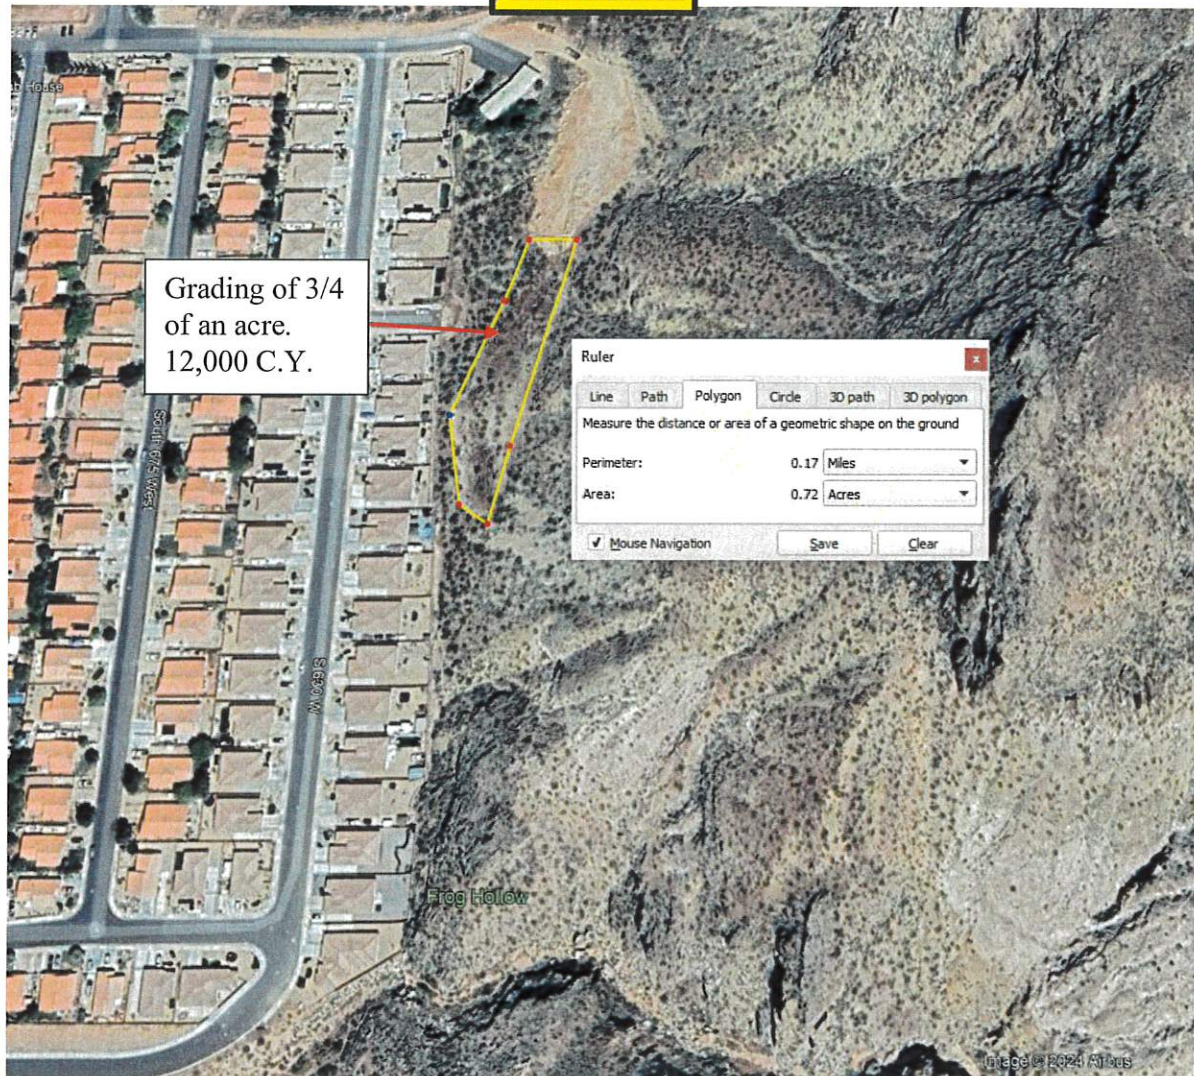 Grading of 3/4
of an acre.
12,000 C.Y.
Ruler
Line Path Polygon Circle 3D path 3D polygon
Measure the distance or area of a geometric shape on the ground
Perimeter: 0.17 Miles
Area: 0.72 Acres
Mouse Navigation Save Clear
South 675 West
S 630 W
Frog Hollow
Image © 2024 Airbus